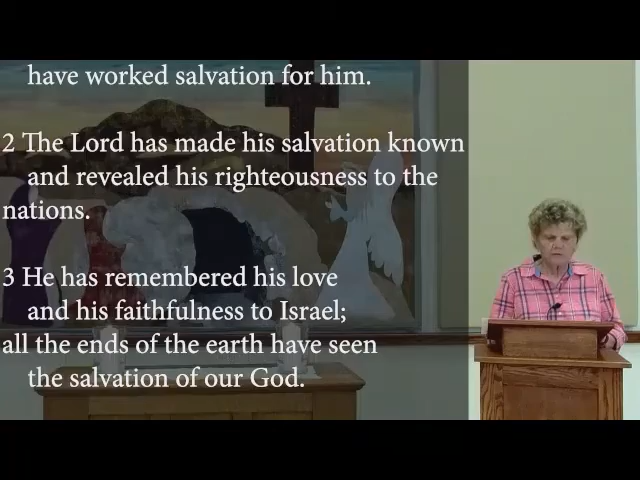 have worked salvation for him.
2 The Lord has made his salvation known
and revealed his righteousness to the
nations.
3 He has remembered his love
and his faithfulness to Israel;
all the ends of the earth have seen
the salvation of our God.